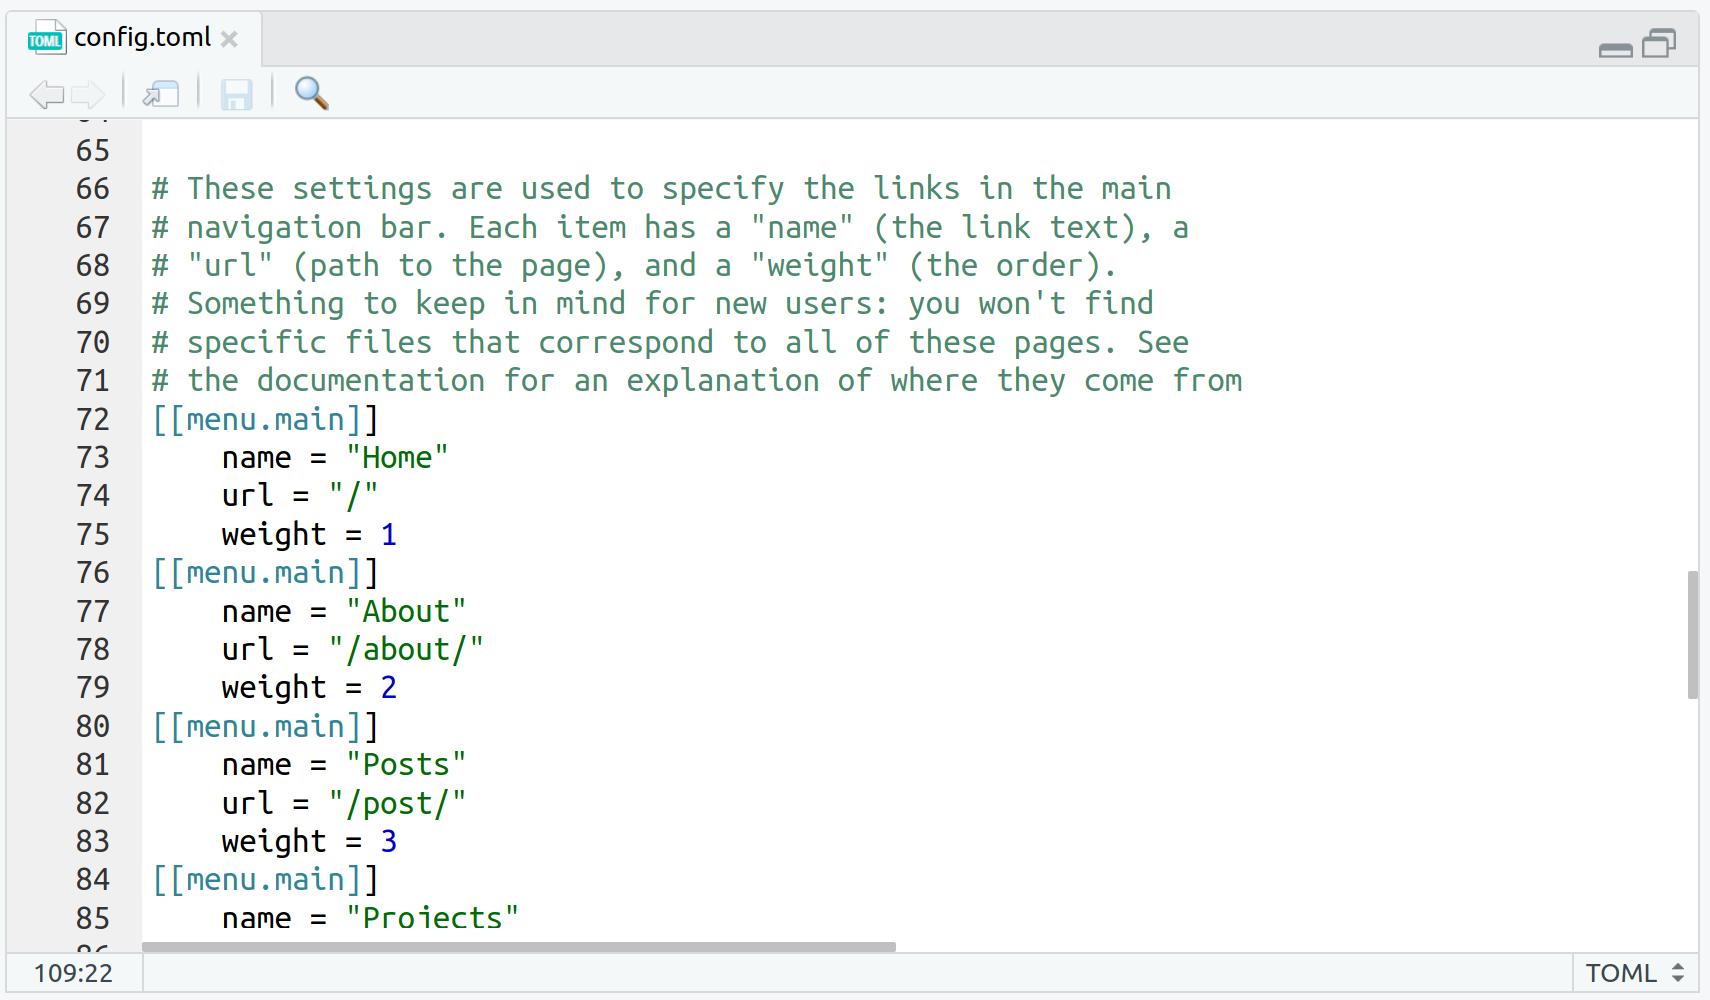 TOML config.toml
65
66 # These settings are used to specify the links in the main
67 # navigation bar. Each item has a "name" (the link text), a
68 # "url" (path to the page), and a "weight" (the order).
69 # Something to keep in mind for new users: you won't find
70 # specific files that correspond to all of these pages. See
71 # the documentation for an explanation of where they come from
72 [[menu.main]]
73     name = "Home"
74     url = "/"
75     weight = 1
76 [[menu.main]]
77     name = "About"
78     url = "/about/"
79     weight = 2
80 [[menu.main]]
81     name = "Posts"
82     url = "/post/"
83     weight = 3
84 [[menu.main]]
85     name = "Projects"
109:22 TOML